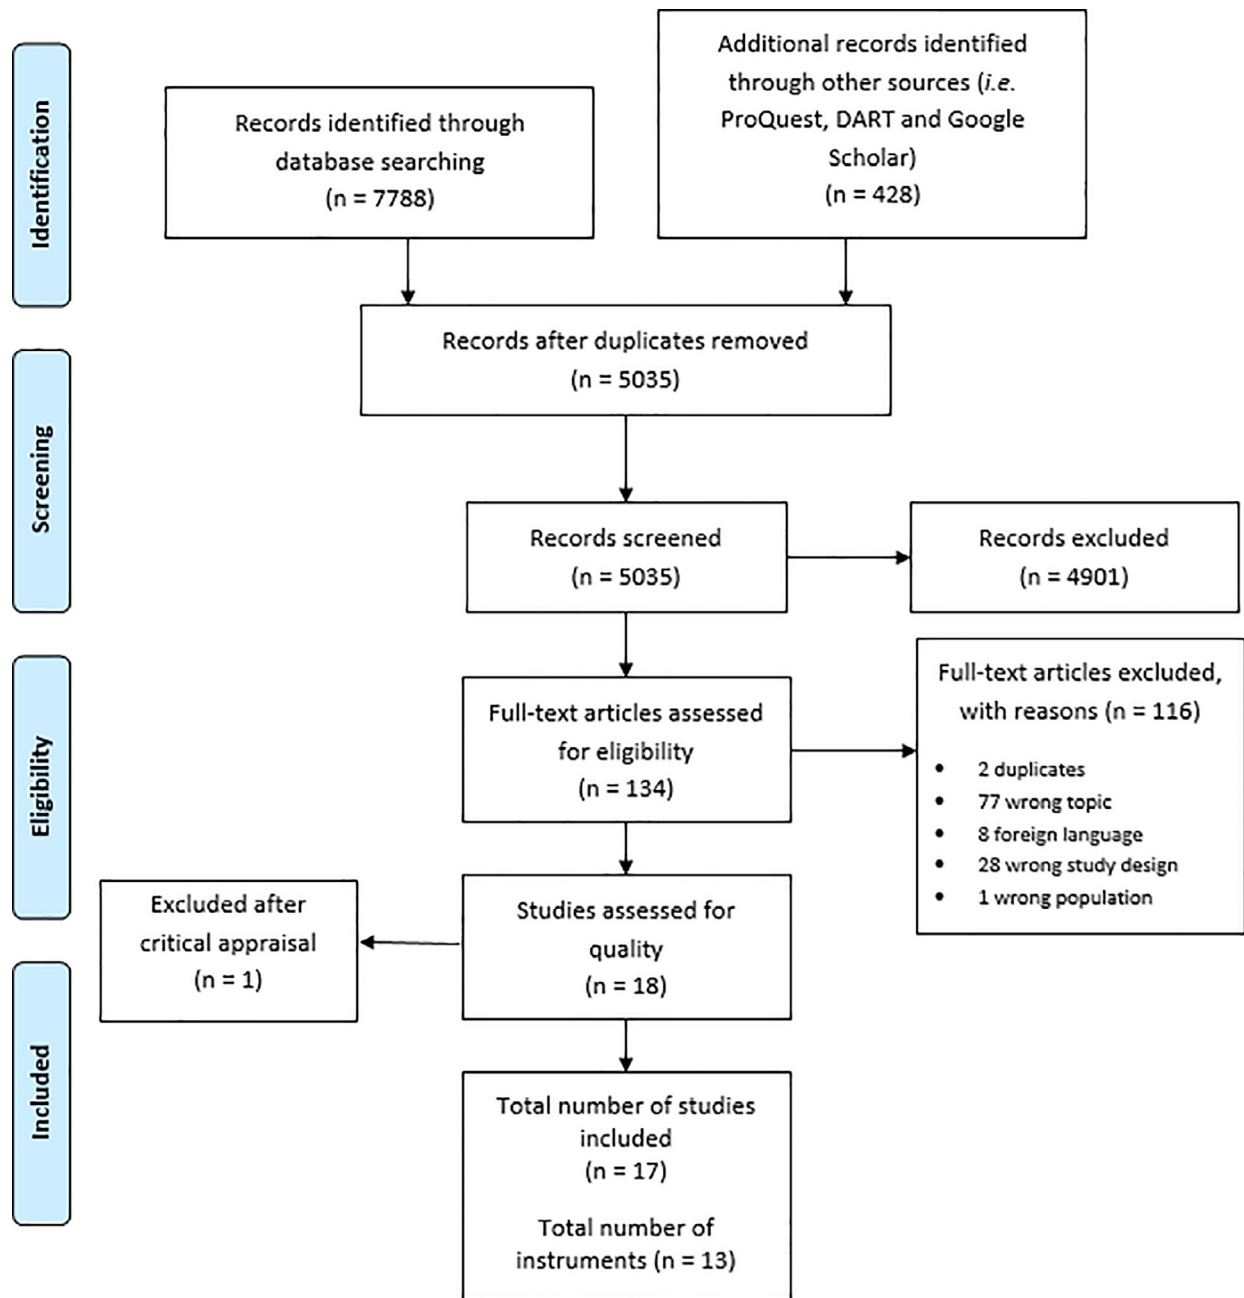 Identification
Records identified through
database searching
(n = 7788)
Additional records identified
through other sources (i.e.
ProQuest, DART and Google
Scholar)
(n = 428)
Records after duplicates removed
(n = 5035)
Screening
Records screened
(n = 5035)
Records excluded
(n = 4901)
Eligibility
Full-text articles assessed
for eligibility
(n = 134)
Full-text articles excluded,
with reasons (n = 116)
• 2 duplicates
• 77 wrong topic
• 8 foreign language
• 28 wrong study design
• 1 wrong population
Studies assessed for
quality
(n = 18)
Excluded after
critical appraisal
(n = 1)
Included
Total number of studies
included
(n = 17)
Total number of
instruments (n = 13)